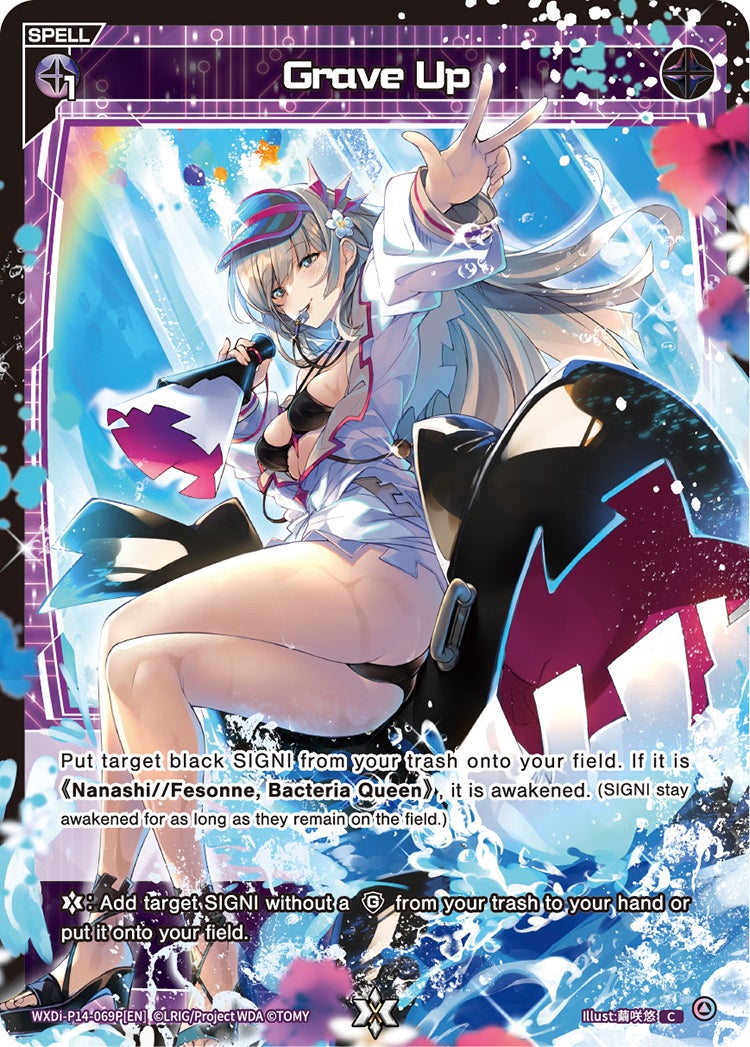 SPELL
1
Grave Up
Put target black SIGNI from your trash onto your field. If it is
《Nanashi//Fesonne, Bacteria Queen》, it is awakened. (SIGNI stay
awakened for as long as they remain on the field.)
: Add target SIGNI without a G from your trash to your hand or
put it onto your field.
WXDi-P14-069P[EN] ©LRIG/Project WDA ©TOMY
Illust:繭咲悠 C